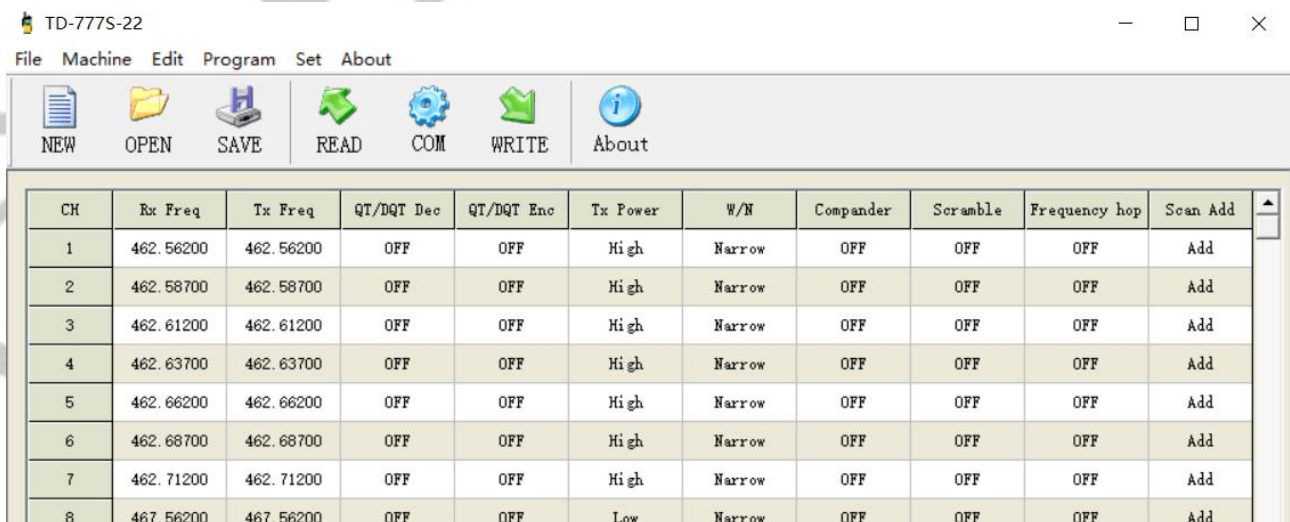 TD-777S-22
File Machine Edit Program Set About
NEW OPEN SAVE READ COM WRITE About
CH Rx Freq Tx Freq QT/DQT Dec QT/DQT Enc Tx Power W/N Compander Scramble Frequency hop Scan Add
1 462.56200 462.56200 OFF OFF High Narrow OFF OFF OFF Add
2 462.58700 462.58700 OFF OFF High Narrow OFF OFF OFF Add
3 462.61200 462.61200 OFF OFF High Narrow OFF OFF OFF Add
4 462.63700 462.63700 OFF OFF High Narrow OFF OFF OFF Add
5 462.66200 462.66200 OFF OFF High Narrow OFF OFF OFF Add
6 462.68700 462.68700 OFF OFF High Narrow OFF OFF OFF Add
7 462.71200 462.71200 OFF OFF High Narrow OFF OFF OFF Add
8 467.56200 467.56200 OFF OFF Low Narrow OFF OFF OFF Add